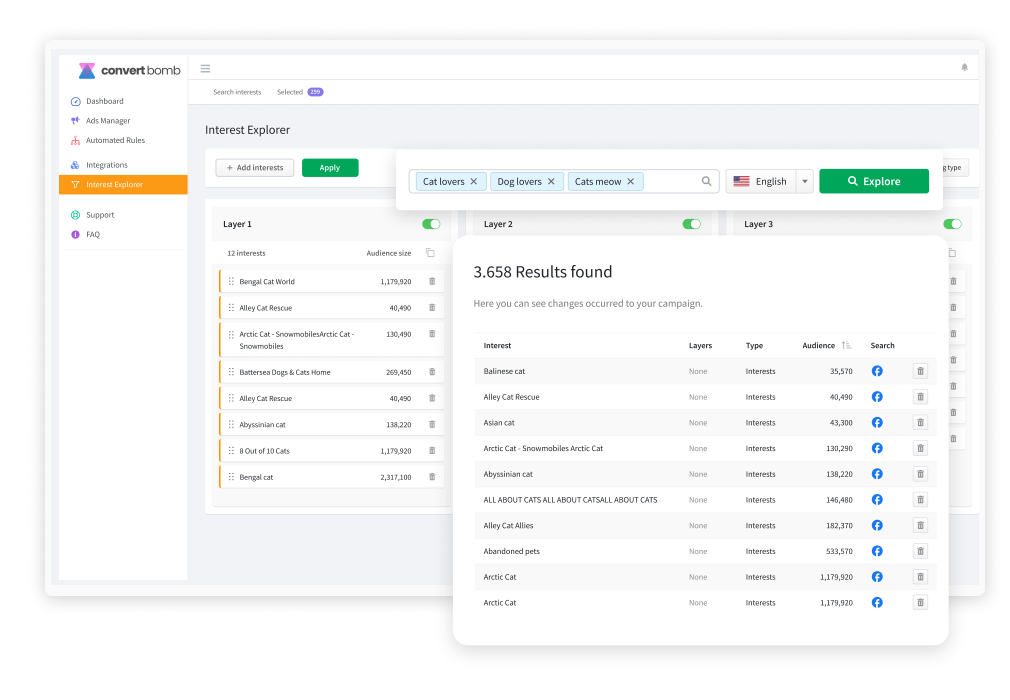 convertbomb
Dashboard
Ads Manager
Automated Rules
Integrations
Interest Explorer
Support
FAQ
Search interests Selected 299
Interest Explorer
+ Add interests Apply
Cat lovers × Dog lovers × Cats meow × English Explore
g type
Layer 1 Layer 2 Layer 3
12 interests Audience size
Bengal Cat World 1,179,920
Alley Cat Rescue 40,490
Arctic Cat - SnowmobilesArctic Cat - 130,490
Snowmobiles
Battersea Dogs & Cats Home 269,450
Alley Cat Rescue 40,490
Abyssinian cat 138,220
8 Out of 10 Cats 1,179,920
Bengal cat 2,317,100
3.658 Results found
Here you can see changes occurred to your campaign.
Interest Layers Type Audience Search
Balinese cat None Interests 35,570
Alley Cat Rescue None Interests 40,490
Asian cat None Interests 43,300
Arctic Cat - Snowmobiles Arctic Cat None Interests 130,290
Abyssinian cat None Interests 138,220
ALL ABOUT CATS ALL ABOUT CATSALL ABOUT CATS None Interests 146,480
Alley Cat Allies None Interests 182,370
Abandoned pets None Interests 533,570
Arctic Cat None Interests 1,179,920
Arctic Cat None Interests 1,179,920